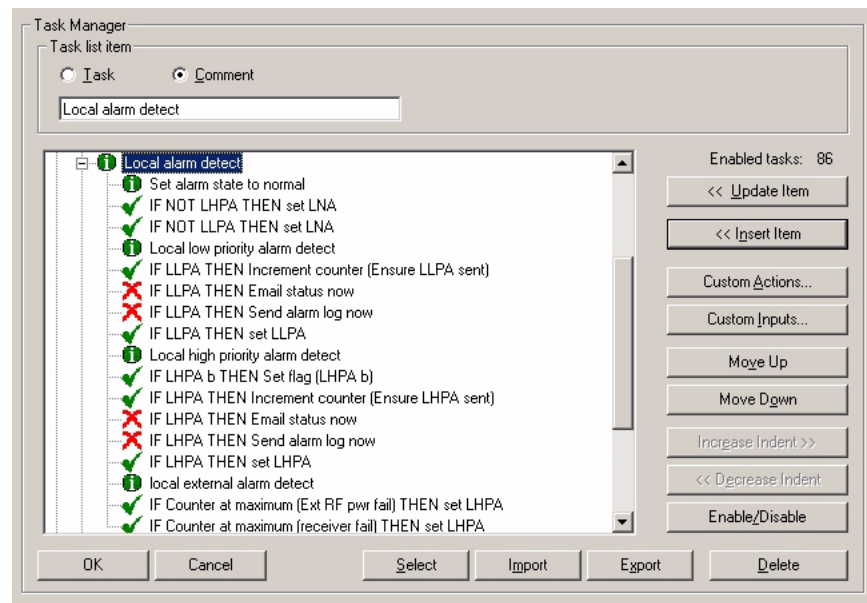 Task Manager
Task list item
Task
Comment
Local alarm detect
Enabled tasks: 86
Local alarm detect
Set alarm state to normal
IF NOT LHPA THEN set LNA
IF NOT LLPA THEN set LNA
Local low priority alarm detect
IF LLPA THEN Increment counter (Ensure LLPA sent)
IF LLPA THEN Email status now
IF LLPA THEN Send alarm log now
IF LLPA THEN set LLPA
Local high priority alarm detect
IF LHPA b THEN Set flag (LHPA b)
IF LHPA THEN Increment counter (Ensure LHPA sent)
IF LHPA THEN Email status now
IF LHPA THEN Send alarm log now
IF LHPA THEN set LHPA
local external alarm detect
IF Counter at maximum (Ext RF pwr fail) THEN set LHPA
IF Counter at maximum (receiver fail) THEN set LHPA
<< Update Item
<< Insert Item
Custom Actions...
Custom Inputs...
Move Up
Move Down
Increase Indent >>
<< Decrease Indent
Enable/Disable
OK
Cancel
Select
Import
Export
Delete